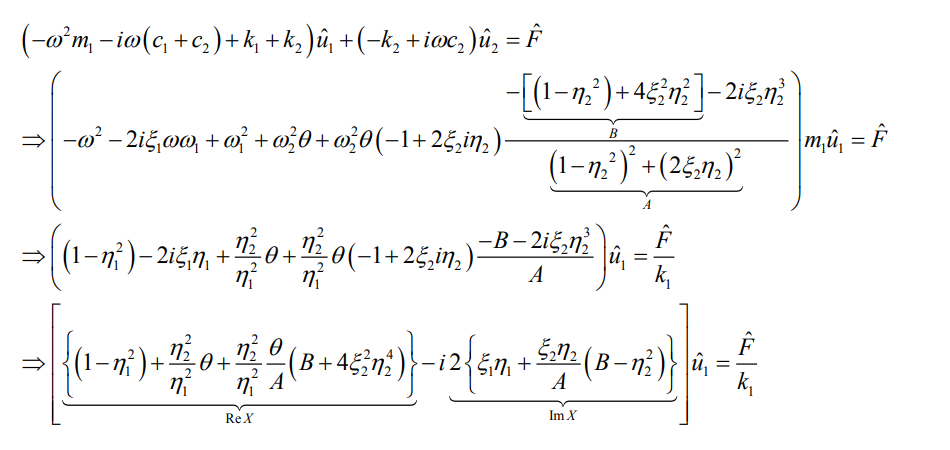 (−ω²m₁ − iω(c₁ + c₂) + k₁ + k₂)û₁ + (−k₂ + iωc₂)û₂ = F̂
⇒ (−ω² − 2iξ₁ωω₁ + ω₁² + ω₂²θ + ω₂²θ(−1 + 2ξ₂iη₂) (−[(1 − η₂²) + 4ξ₂²η₂²] − 2iξ₂η₂³) / ((1 − η₂²)² + (2ξ₂η₂)²)) m₁û₁ = F̂
B
A
⇒ ((1 − η₁²) − 2iξ₁η₁ + (η₂²/η₁²)θ + (η₂²/η₁²)θ(−1 + 2ξ₂iη₂) (−B − 2iξ₂η₂³)/A) û₁ = F̂/k₁
⇒ [{(1 − η₁²) + (η₂²/η₁²)θ + (η₂²/η₁²)(θ/A)(B + 4ξ₂²η₂⁴)} − i2{ξ₁η₁ + (ξ₂η₂/A)(B − η₂²)}] û₁ = F̂/k₁
Re X Im X